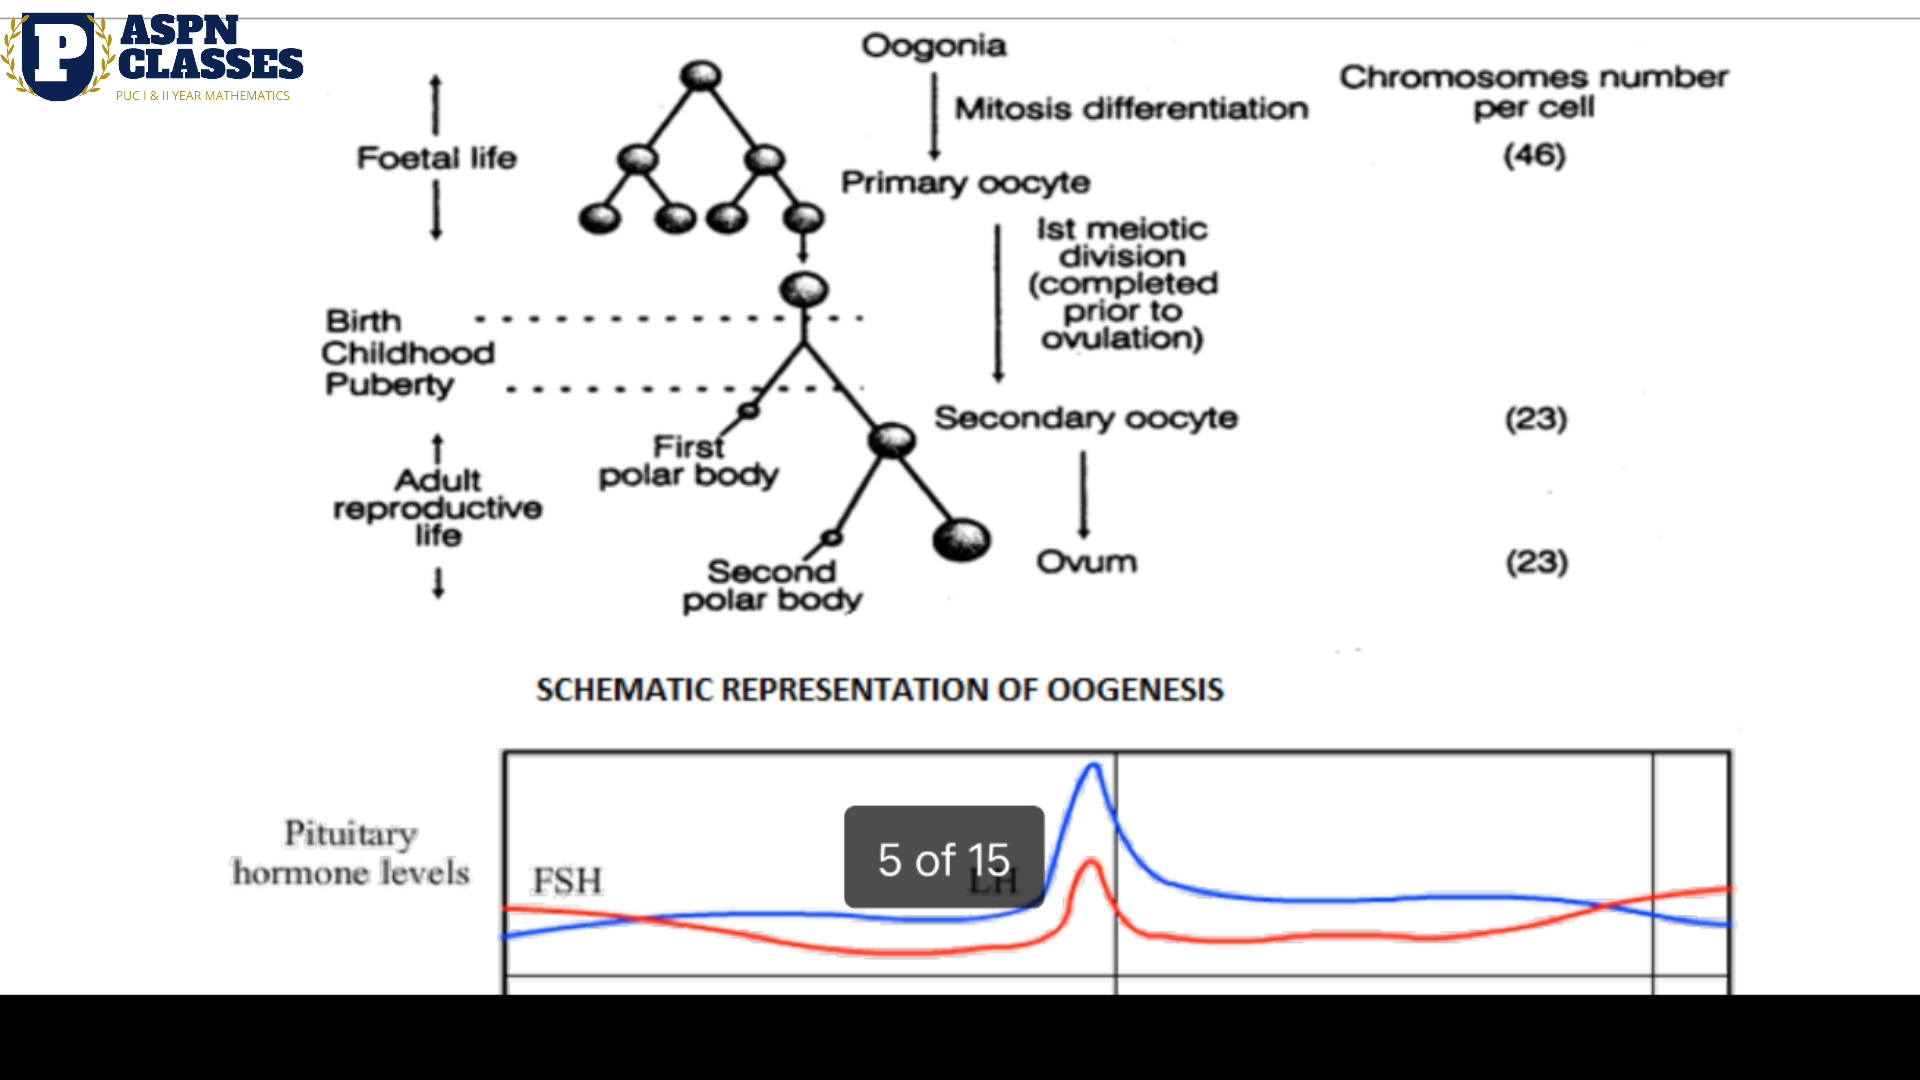 ASPN
CLASSES
PUC I & II YEAR MATHEMATICS
Oogonia
Mitosis differentiation
Chromosomes number
per cell
(46)
Foetal life
Primary oocyte
Ist meiotic
division
(completed
prior to
ovulation)
Birth
Childhood
Puberty
First
polar body
Secondary oocyte
(23)
Adult
reproductive
life
Second
polar body
Ovum
(23)
SCHEMATIC REPRESENTATION OF OOGENESIS
Pituitary
hormone levels
FSH
LH
5 of 15